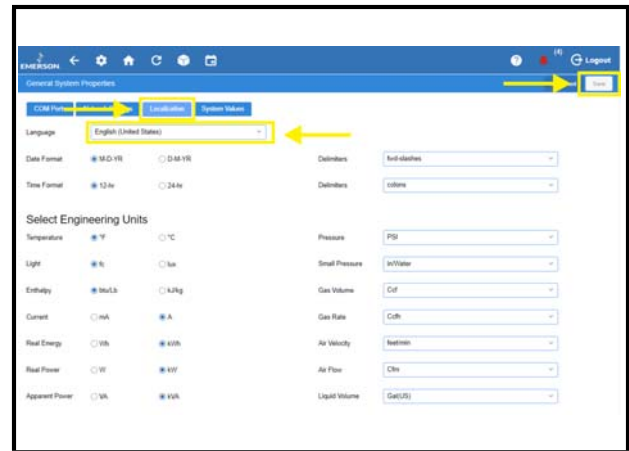 EMERSON
(4)
Logout
General System Properties
Save
COM Ports
Localization
System Values
Language
English (United States)
Date Format
M-D-YR
D-M-YR
Delimiters
fwd-slashes
Time Format
12-hr
24-hr
Delimiters
colons
Select Engineering Units
Temperature
°F
°C
Pressure
PSI
Light
fc
lux
Small Pressure
In/Water
Enthalpy
btu/Lb
kJ/kg
Gas Volume
Ccf
Current
mA
A
Gas Rate
Ccfh
Real Energy
Wh
kWh
Air Velocity
feet/min
Real Power
W
kW
Air Flow
Cfm
Apparent Power
VA
kVA
Liquid Volume
Gal(US)